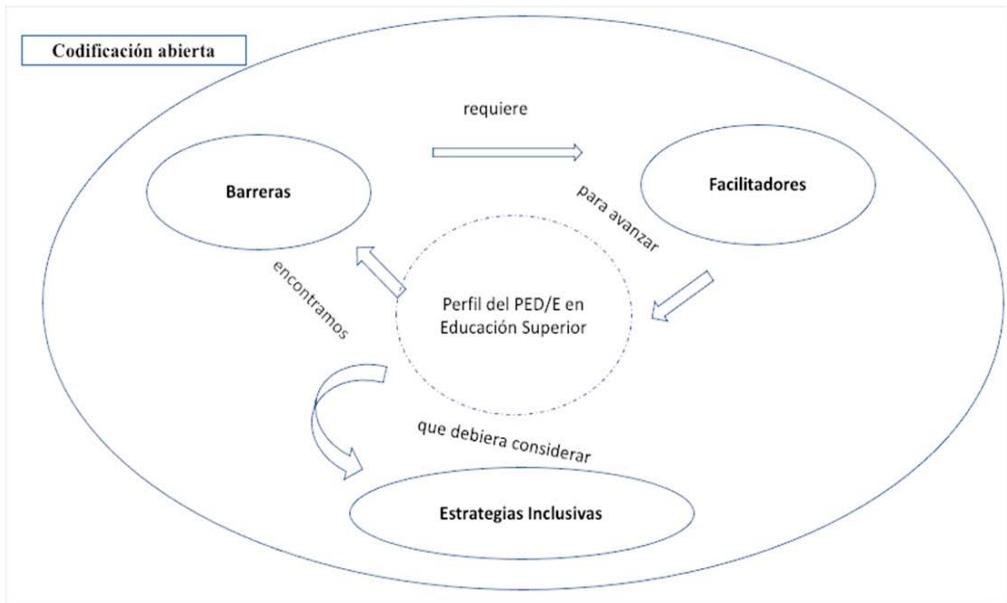 Codificación abierta
requiere
Barreras
Facilitadores
para avanzar
encontramos
Perfil del PED/E en
Educación Superior
que debiera considerar
Estrategias Inclusivas